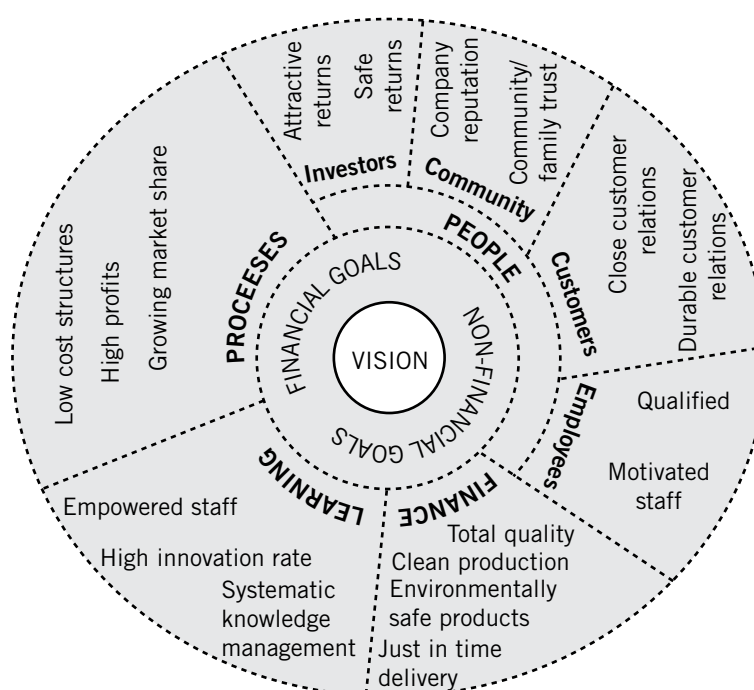 Attractive
returns
Safe
returns
Investors
Company
reputation
Community/
family trust
Community
Close customer
relations
Durable customer
relations
Customers
Qualified
Motivated
staff
Employees
PEOPLE
Low cost structures
High profits
Growing market share
PROCEESES
FINANCIAL GOALS
VISION
NON-FINANCIAL GOALS
LEARNING
Empowered staff
High innovation rate
Systematic
knowledge
management
FINANCE
Total quality
Clean production
Environmentally
safe products
Just in time
delivery